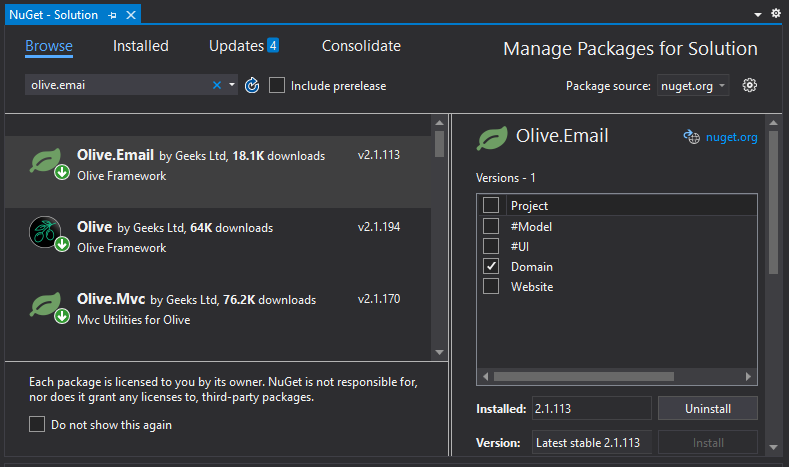 NuGet - Solution
Browse Installed Updates 4 Consolidate Manage Packages for Solution
olive.emai Include prerelease Package source: nuget.org
Olive.Email by Geeks Ltd, 18.1K downloads v2.1.113
Olive Framework
Olive by Geeks Ltd, 64K downloads v2.1.194
Olive Framework
Olive.Mvc by Geeks Ltd, 76.2K downloads v2.1.170
Mvc Utilities for Olive
Each package is licensed to you by its owner. NuGet is not responsible for,
nor does it grant any licenses to, third-party packages.
Do not show this again
Olive.Email nuget.org
Versions - 1
Project
#Model
#UI
Domain
Website
Installed: 2.1.113 Uninstall
Version: Latest stable 2.1.113 Install